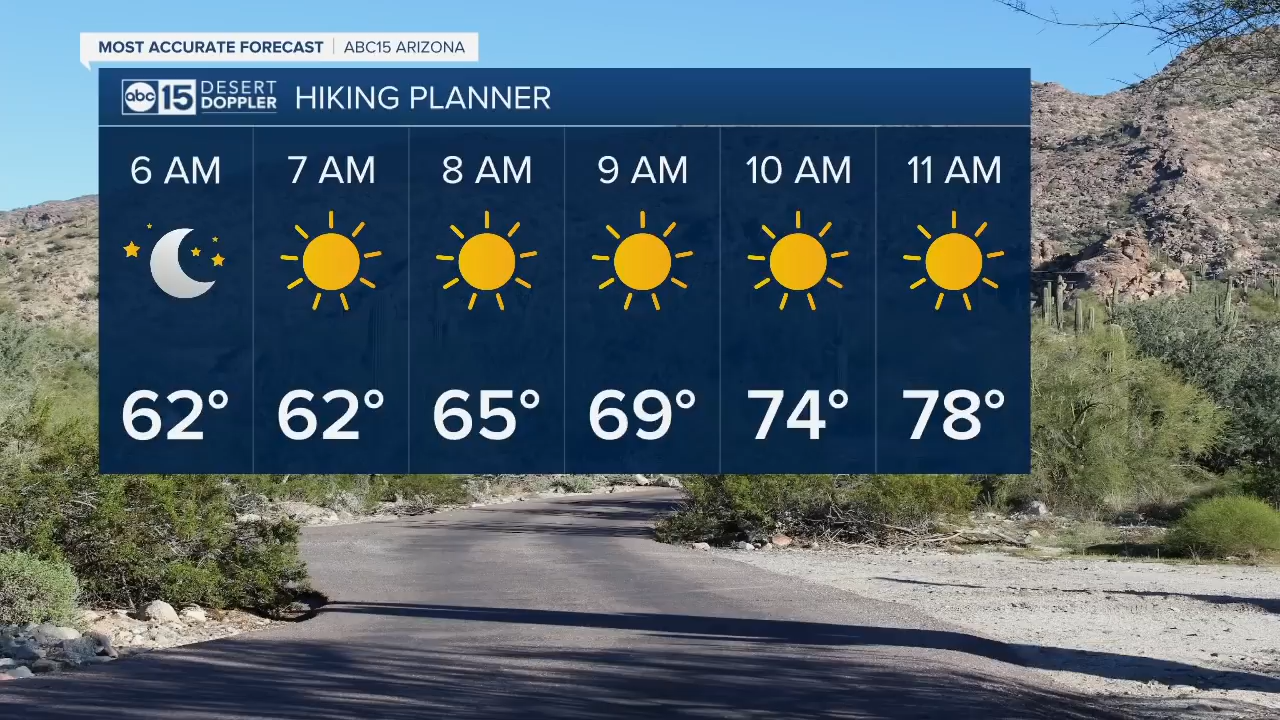 MOST ACCURATE FORECAST | ABC15 ARIZONA
abc 15 DESERT DOPPLER HIKING PLANNER
6 AM 7 AM 8 AM 9 AM 10 AM 11 AM
62° 62° 65° 69° 74° 78°